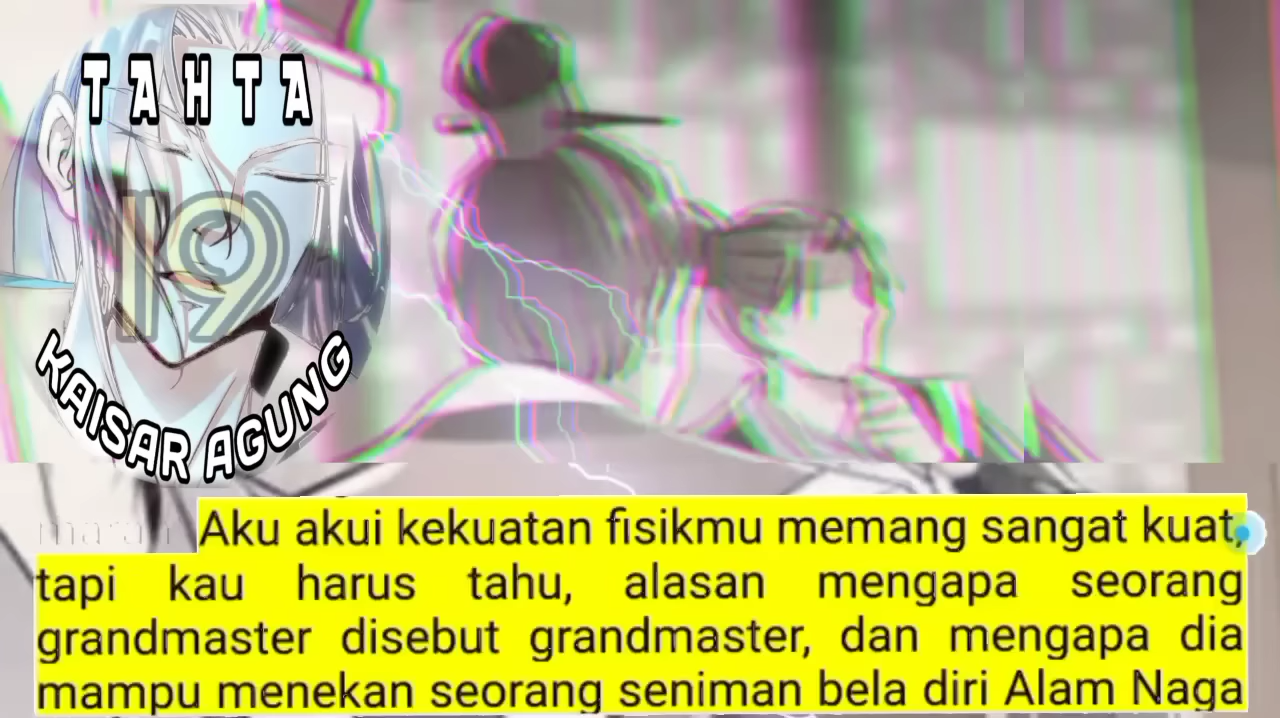 TAHTA
19
KAISAR AGUNG
Aku akui kekuatan fisikmu memang sangat kuat,
tapi kau harus tahu, alasan mengapa seorang
grandmaster disebut grandmaster, dan mengapa dia
mampu menekan seorang seniman bela diri Alam Naga